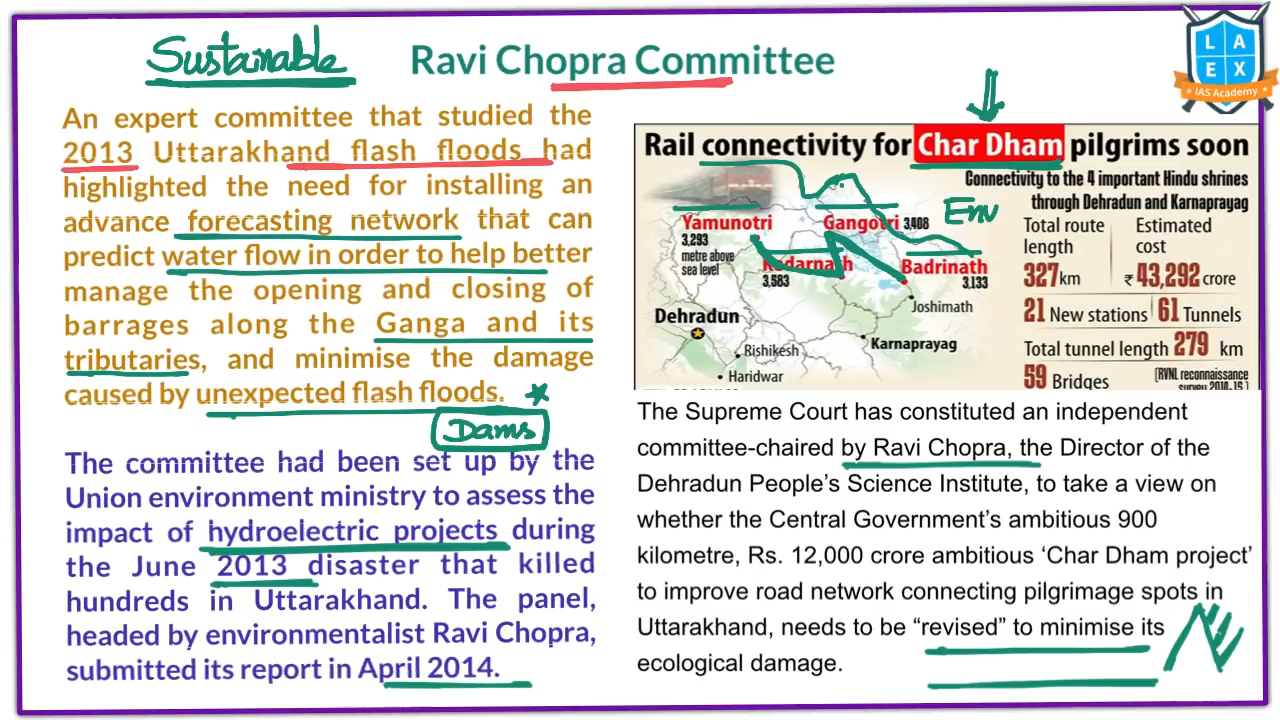 Sustainable
Ravi Chopra Committee
L A
E X
IAS Academy
An expert committee that studied the
2013 Uttarakhand flash floods had
highlighted the need for installing an
advance forecasting network that can
predict water flow in order to help better
manage the opening and closing of
barrages along the Ganga and its
tributaries, and minimise the damage
caused by unexpected flash floods.
Dams
The committee had been set up by the
Union environment ministry to assess the
impact of hydroelectric projects during
the June 2013 disaster that killed
hundreds in Uttarakhand. The panel,
headed by environmentalist Ravi Chopra,
submitted its report in April 2014.
Rail connectivity for Char Dham pilgrims soon
Connectivity to the 4 important Hindu shrines
through Dehradun and Karnaprayag
Env
Yamunotri
3,293
metre above
sea level
Gangotri 3,408
Kedarnath
3,583
Badrinath
3,133
Joshimath
Dehradun
Karnaprayag
Rishikesh
Haridwar
Total route
length
327 km
Estimated
cost
₹ 43,292 crore
21 New stations
61 Tunnels
Total tunnel length 279 km
59 Bridges
[RVNL reconnaissance
survey 2014-15]
The Supreme Court has constituted an independent
committee-chaired by Ravi Chopra, the Director of the
Dehradun People's Science Institute, to take a view on
whether the Central Government's ambitious 900
kilometre, Rs. 12,000 crore ambitious ‘Char Dham project’
to improve road network connecting pilgrimage spots in
Uttarakhand, needs to be “revised” to minimise its
ecological damage.